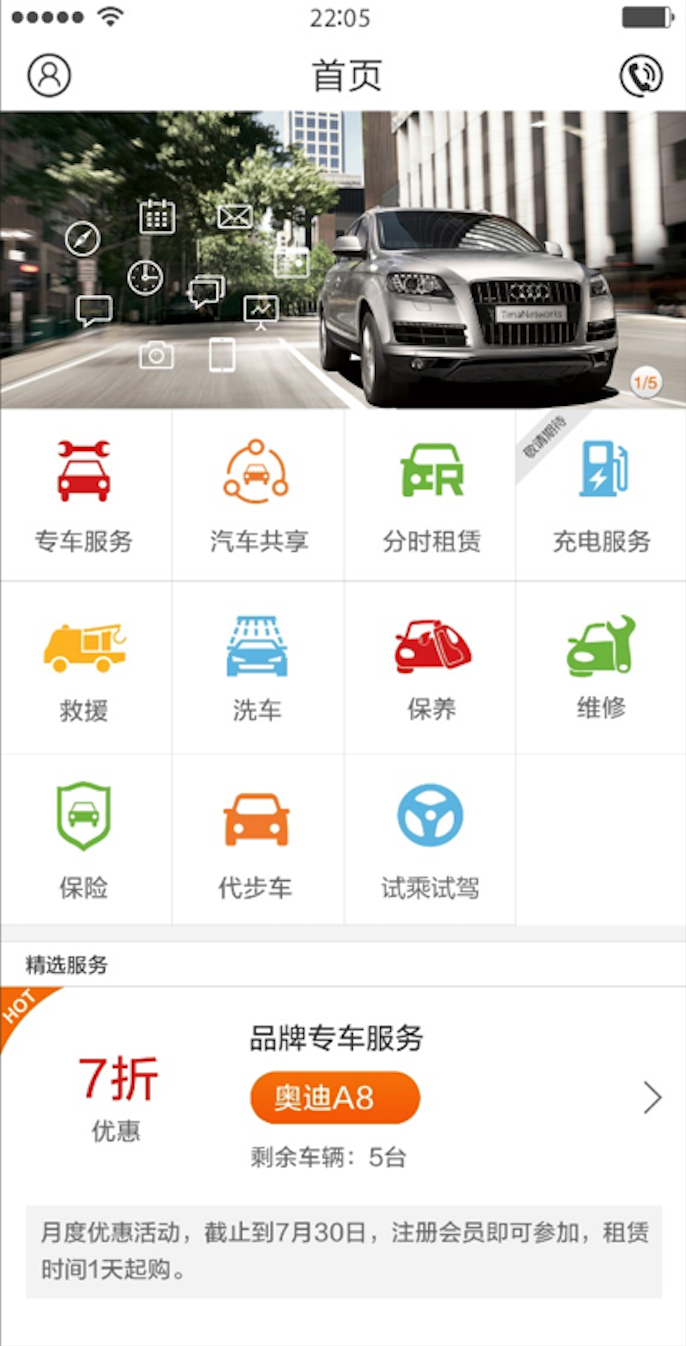 22:05
首页
TimaNetworks
1/5
敬请期待
专车服务
汽车共享
分时租赁
充电服务
救援
洗车
保养
维修
保险
代步车
试乘试驾
精选服务
HOT
品牌专车服务
7折
奥迪A8
优惠
剩余车辆：5台
月度优惠活动，截止到7月30日，注册会员即可参加，租赁
时间1天起购。